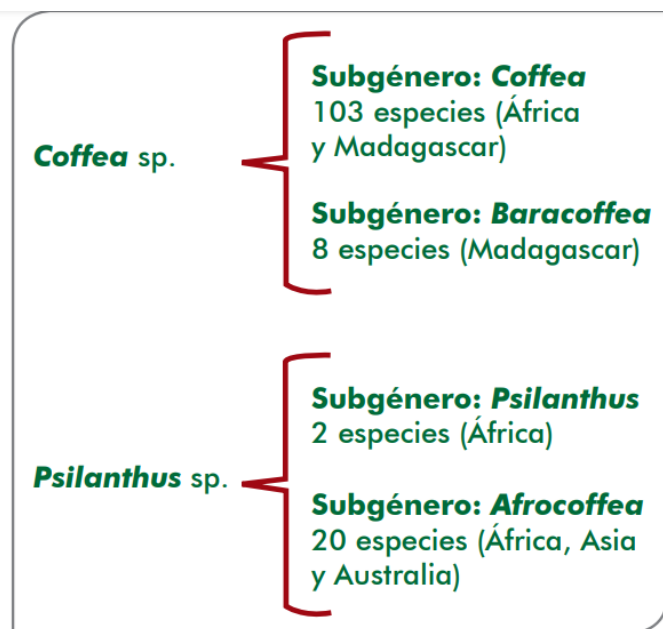 Coffea sp.
Subgénero: Coffea
103 especies (África
y Madagascar)
Subgénero: Baracoffea
8 especies (Madagascar)
Psilanthus sp.
Subgénero: Psilanthus
2 especies (África)
Subgénero: Afrocoffea
20 especies (África, Asia
y Australia)